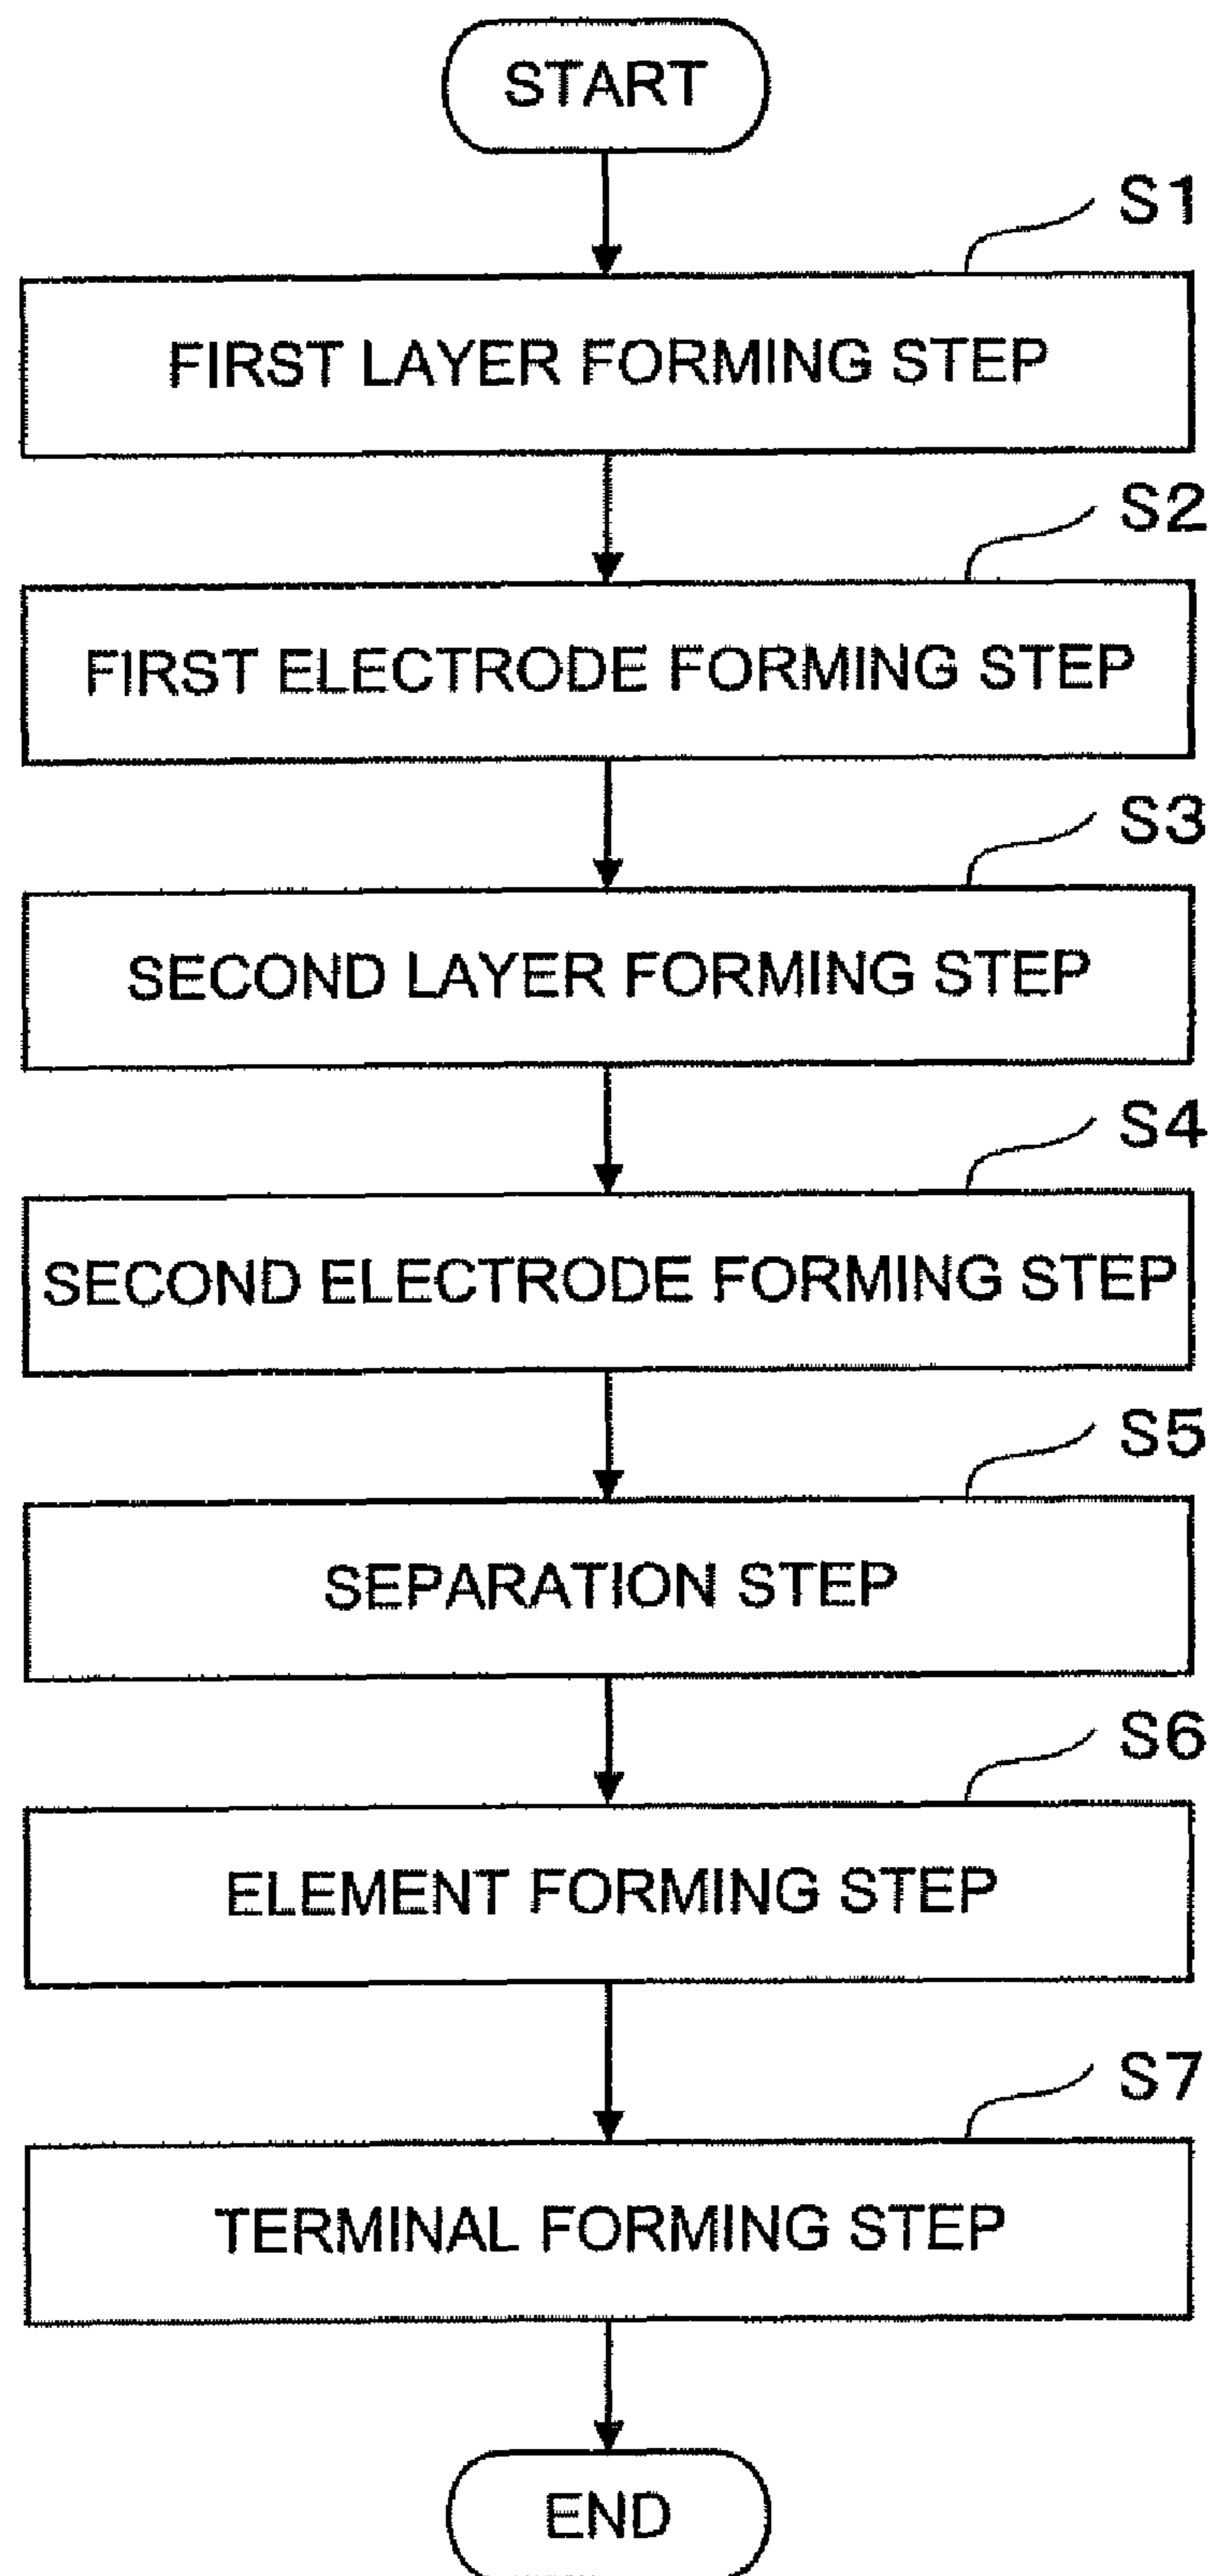 START
S1
FIRST LAYER FORMING STEP
S2
FIRST ELECTRODE FORMING STEP
S3
SECOND LAYER FORMING STEP
S4
SECOND ELECTRODE FORMING STEP
S5
SEPARATION STEP
S6
ELEMENT FORMING STEP
S7
TERMINAL FORMING STEP
END